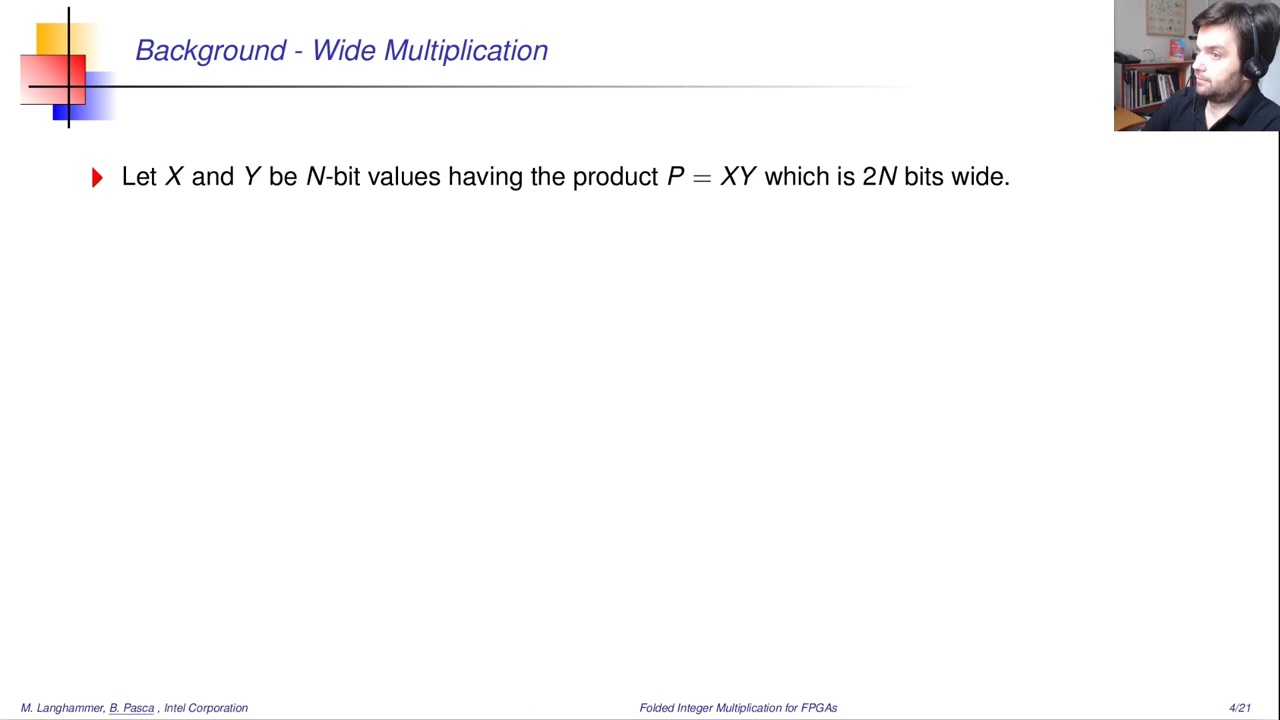 Background - Wide Multiplication
Let X and Y be N-bit values having the product P = XY which is 2N bits wide.
M. Langhammer, B. Pasca , Intel Corporation
Folded Integer Multiplication for FPGAs
4/21